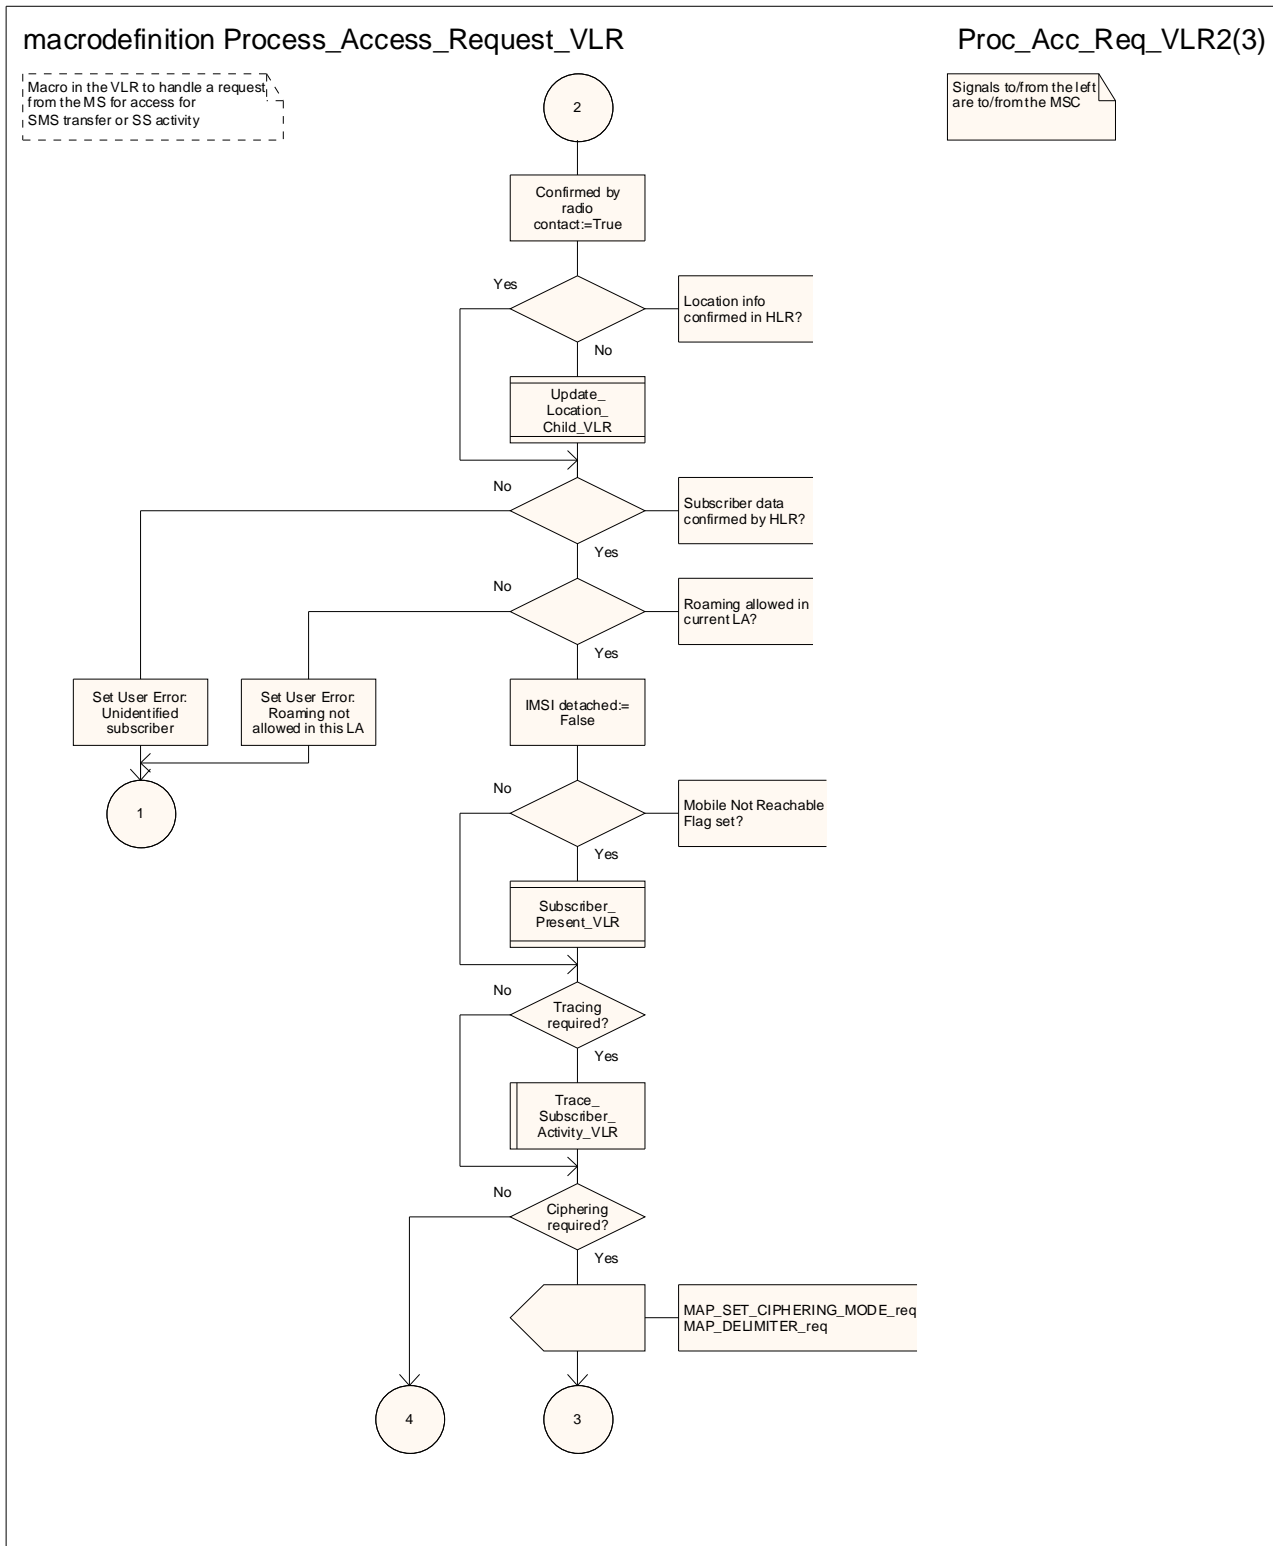 macrodefinition Process_Access_Request_VLR
Proc_Acc_Req_VLR2(3)
Macro in the VLR to handle a request
from the MS for access for
SMS transfer or SS activity
Signals to/from the left
are to/from the MSC
2
Confirmed by
radio
contact:=True
Yes
Location info
confirmed in HLR?
No
Update_
Location_
Child_VLR
No
Subscriber data
confirmed by HLR?
Yes
No
Roaming allowed in
current LA?
Yes
Set User Error:
Unidentified
subscriber
Set User Error:
Roaming not
allowed in this LA
IMSI detached:=
False
1
No
Mobile Not Reachable
Flag set?
Yes
Subscriber_
Present_VLR
No
Tracing
required?
Yes
Trace_
Subscriber_
Activity_VLR
No
Ciphering
required?
Yes
MAP_SET_CIPHERING_MODE_req
MAP_DELIMITER_req
4
3